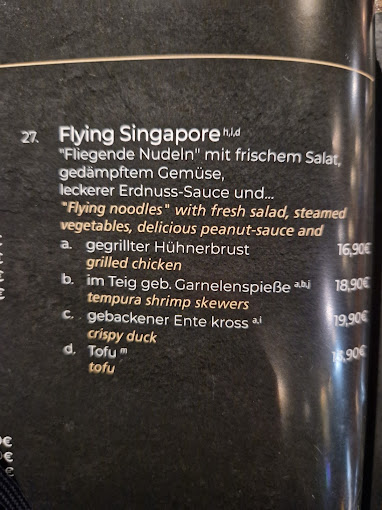 27. Flying Singapore h,i,d
"Fliegende Nudeln" mit frischem Salat,
gedämpftem Gemüse,
leckerer Erdnuss-Sauce und...
"Flying noodles" with fresh salad, steamed
vegetables, delicious peanut-sauce and
a. gegrillter Hühnerbrust 16,90€
grilled chicken
b. im Teig geb. Garnelenspieße a,b,j 18,90€
tempura shrimp skewers
c. gebackener Ente kross a,i 19,90€
crispy duck
d. Tofu m ,90€
tofu
€
€
€